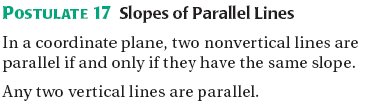 POSTULATE 17 Slopes of Parallel Lines
In a coordinate plane, two nonvertical lines are
parallel if and only if they have the same slope.
Any two vertical lines are parallel.